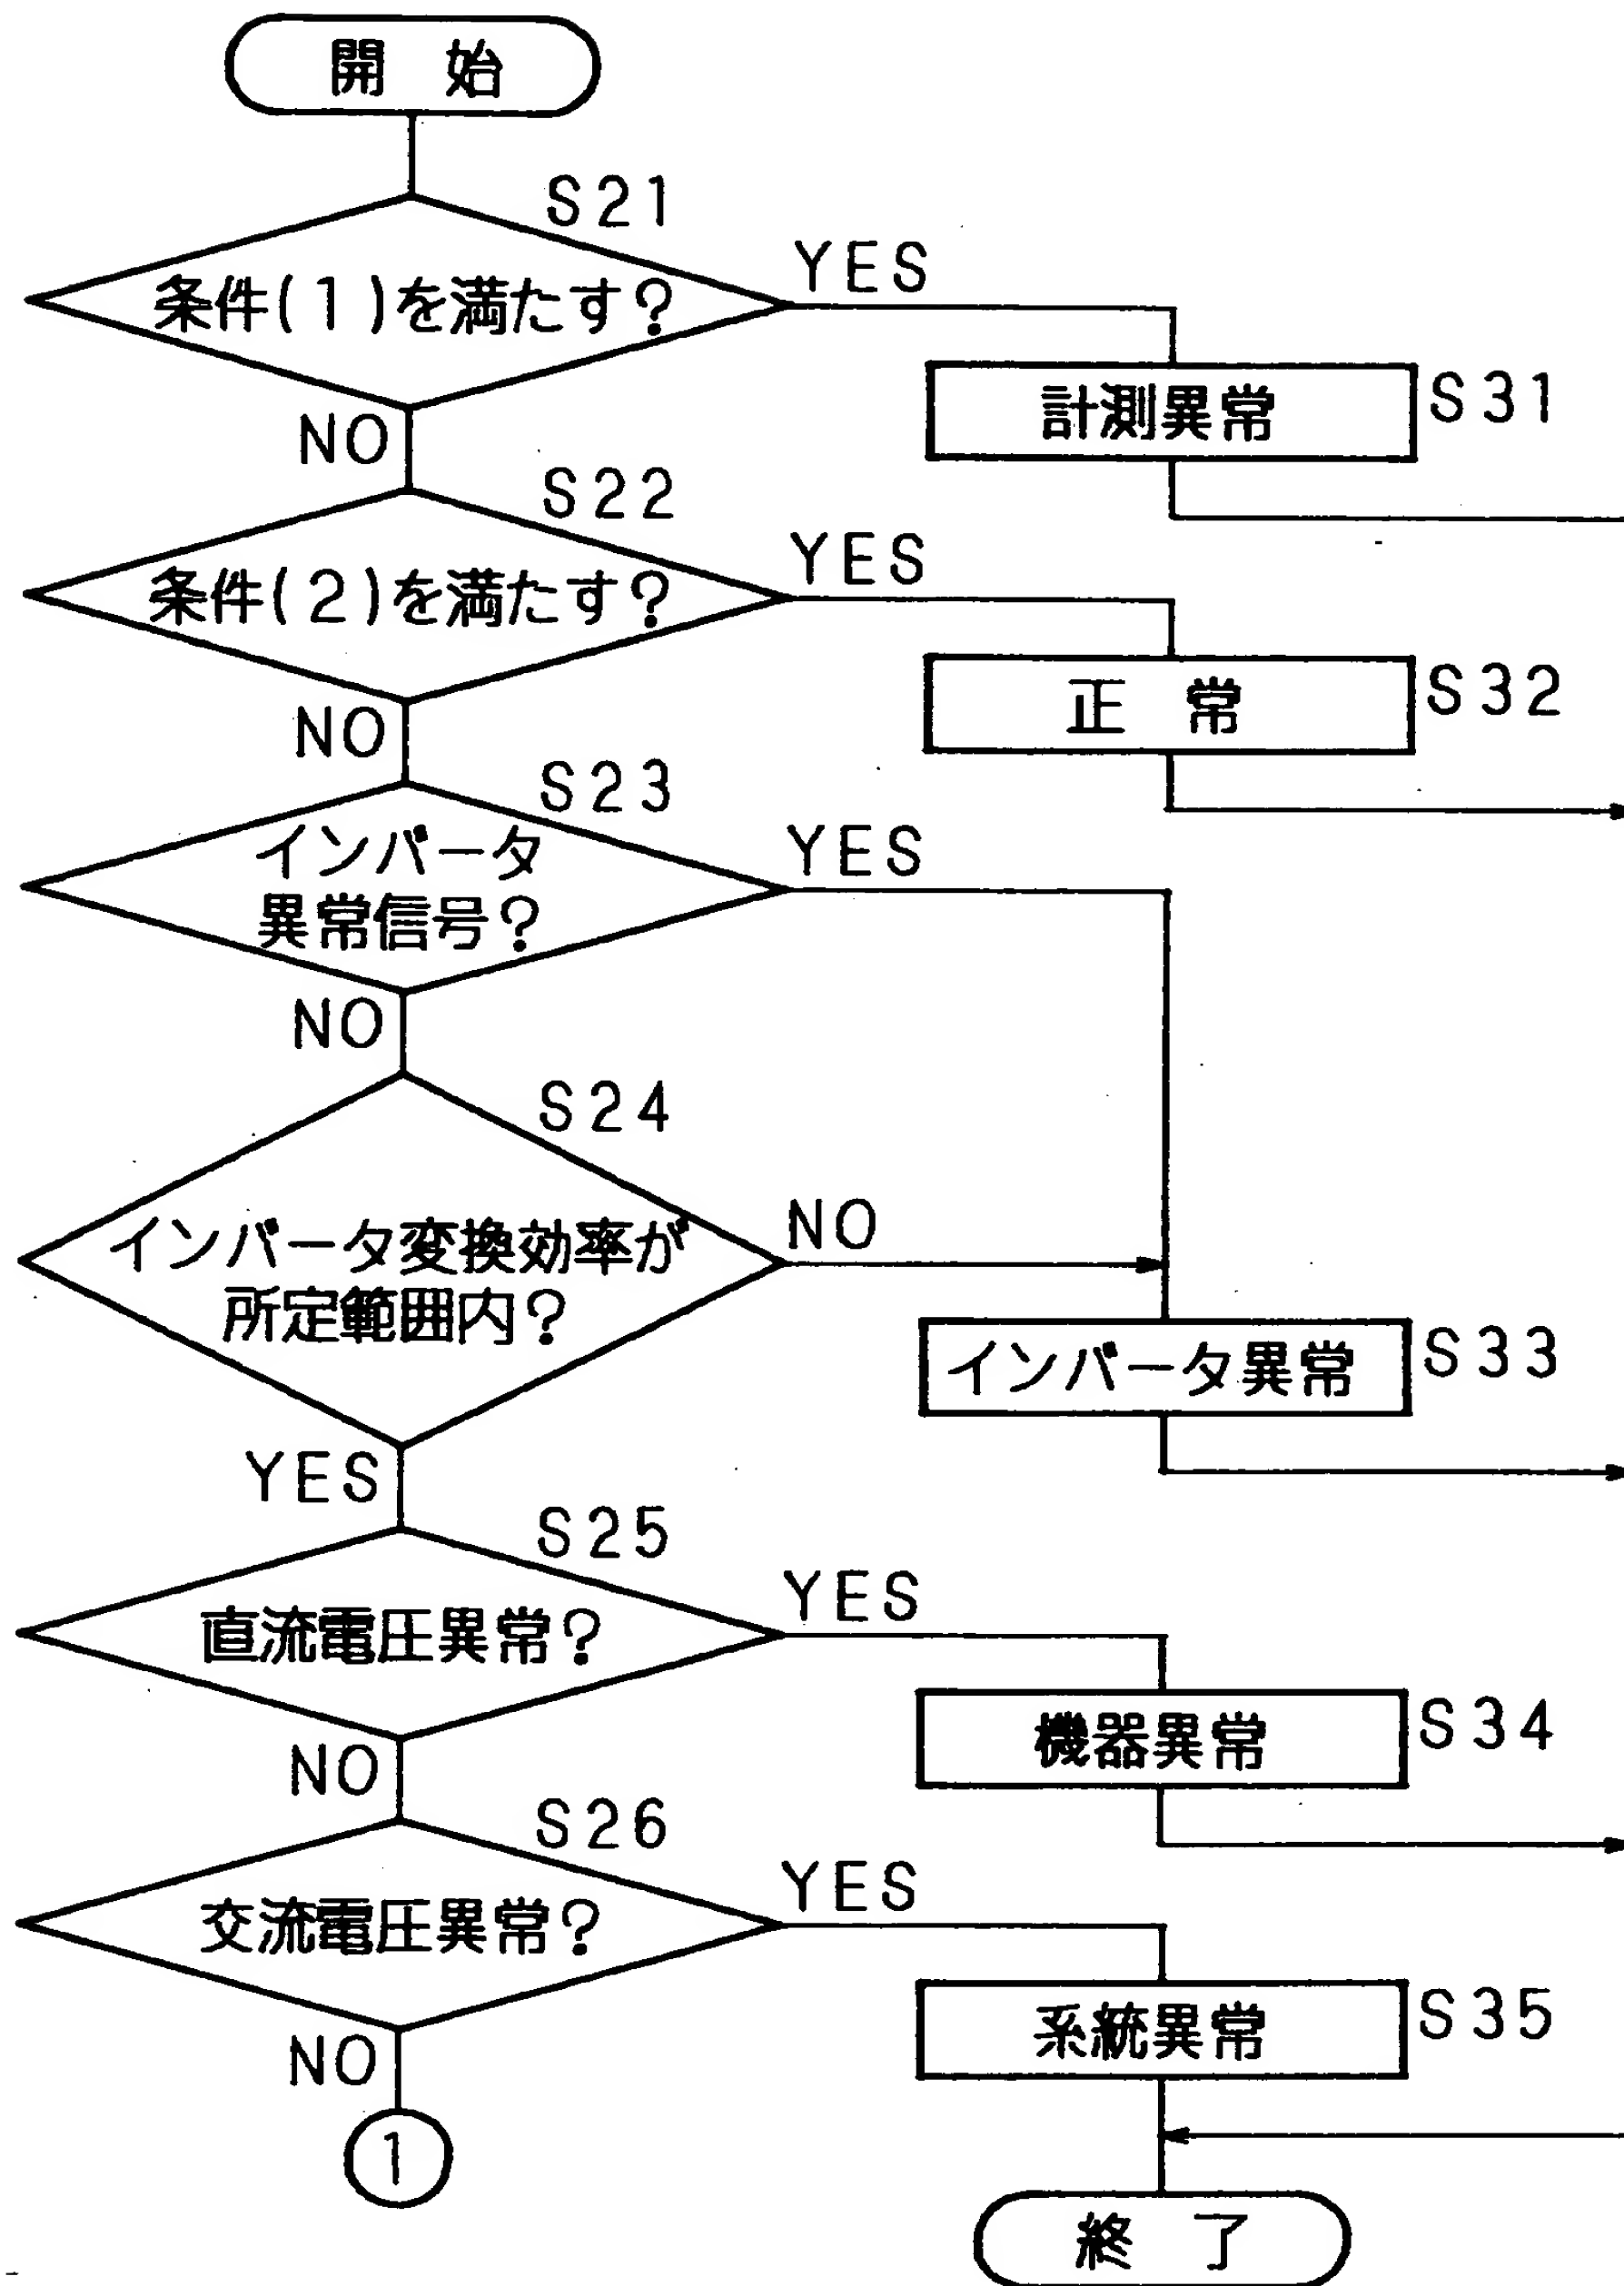 開 始
S21
条件(1)を満たす?
YES
計測異常
S31
NO
S22
条件(2)を満たす?
YES
正 常
S32
NO
S23
インバータ
異常信号?
YES
NO
S24
インバータ変換効率が
所定範囲内?
NO
インバータ異常
S33
YES
S25
直流電圧異常?
YES
機器異常
S34
NO
S26
交流電圧異常?
YES
系統異常
S35
NO
1
終 了